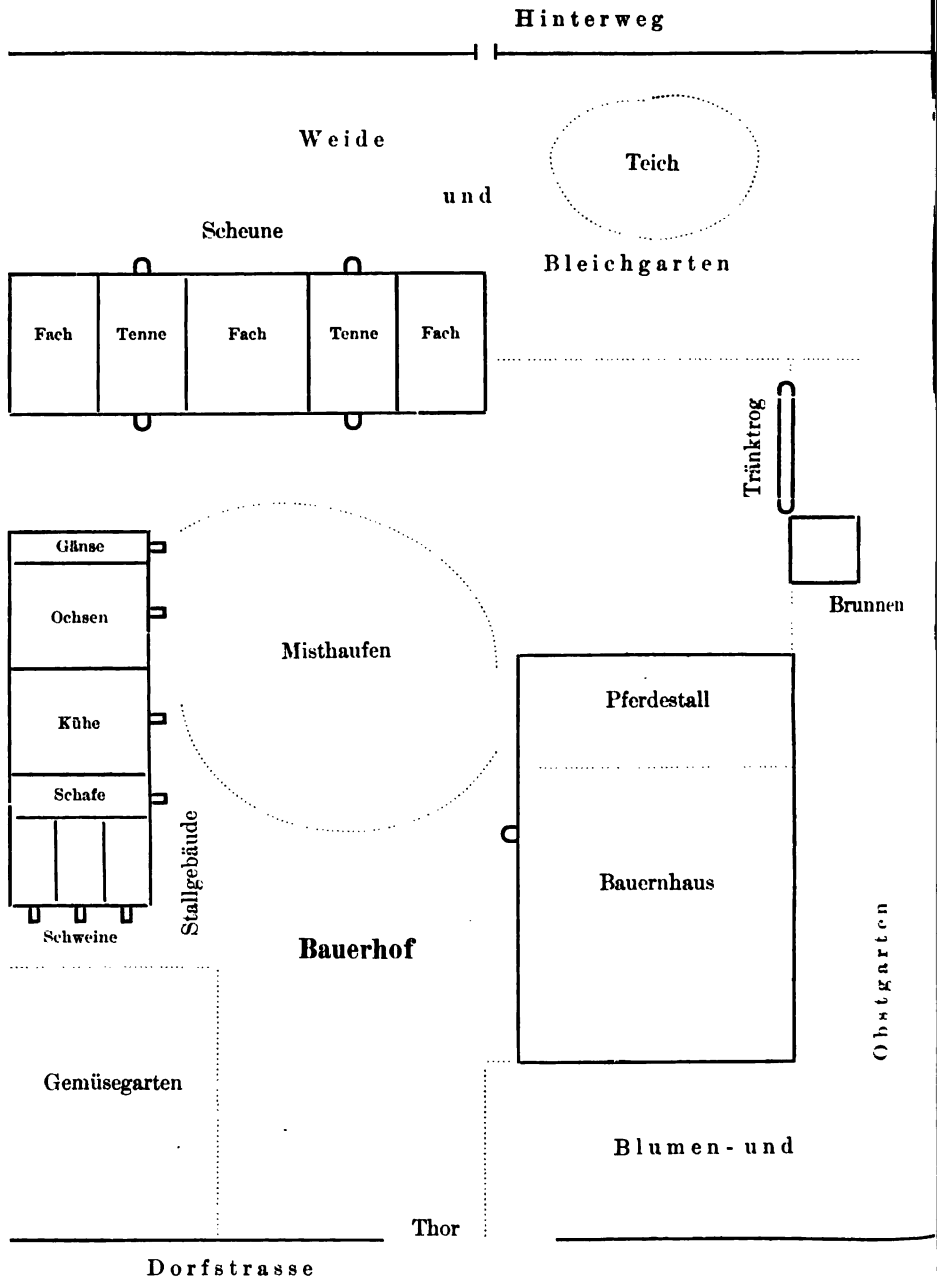 Hinterweg
Weide
Teich
und
Scheune
Bleichgarten
Fach
Tenne
Fach
Tenne
Fach
Tränktrog
Gänse
Ochsen
Brunnen
Misthaufen
Pferdestall
Kühe
Schafe
Stallgebäude
Bauernhaus
Schweine
Bauerhof
Obstgarten
Gemüsegarten
Blumen- und
Thor
Dorfstrasse